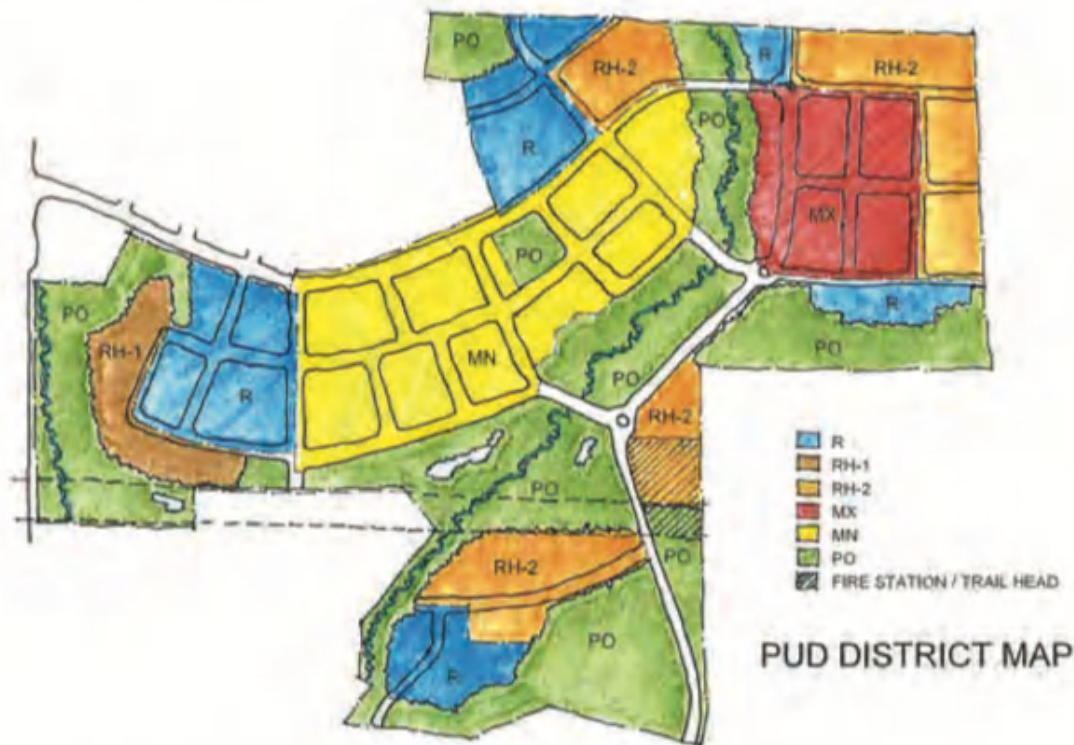 PO
RH-2
R
RH-2
PO
R
MX
PO
PO
R
RH-1
R
MN
PO
PO
RH-2
PO
PO
RH-2
PO
R
R
RH-1
RH-2
MX
MN
PO
FIRE STATION / TRAIL HEAD
PUD DISTRICT MAP